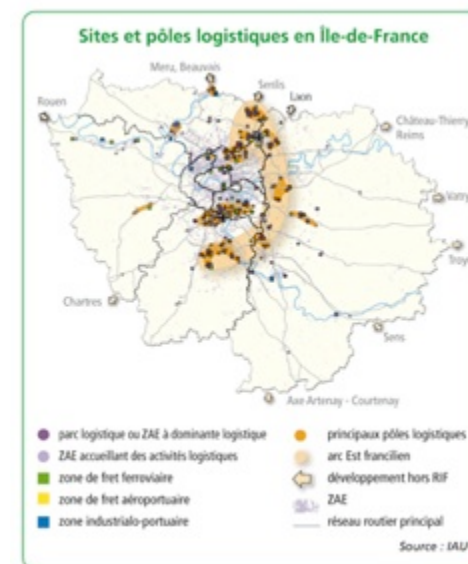 Sites et pôles logistiques en Île-de-France
Meru, Beauvais
Senlis
Laon
Rouen
Château-Thierry
Reims
Vatry
Troy
Chartres
Sens
Axe Artenay - Courtenay
parc logistique ou ZAE à dominante logistique
ZAE accueillant des activités logistiques
zone de fret ferroviaire
zone de fret aéroportuaire
zone industrialo-portuaire
principaux pôles logistiques
arc Est francilien
développement hors RIF
ZAE
réseau routier principal
Source : IAU